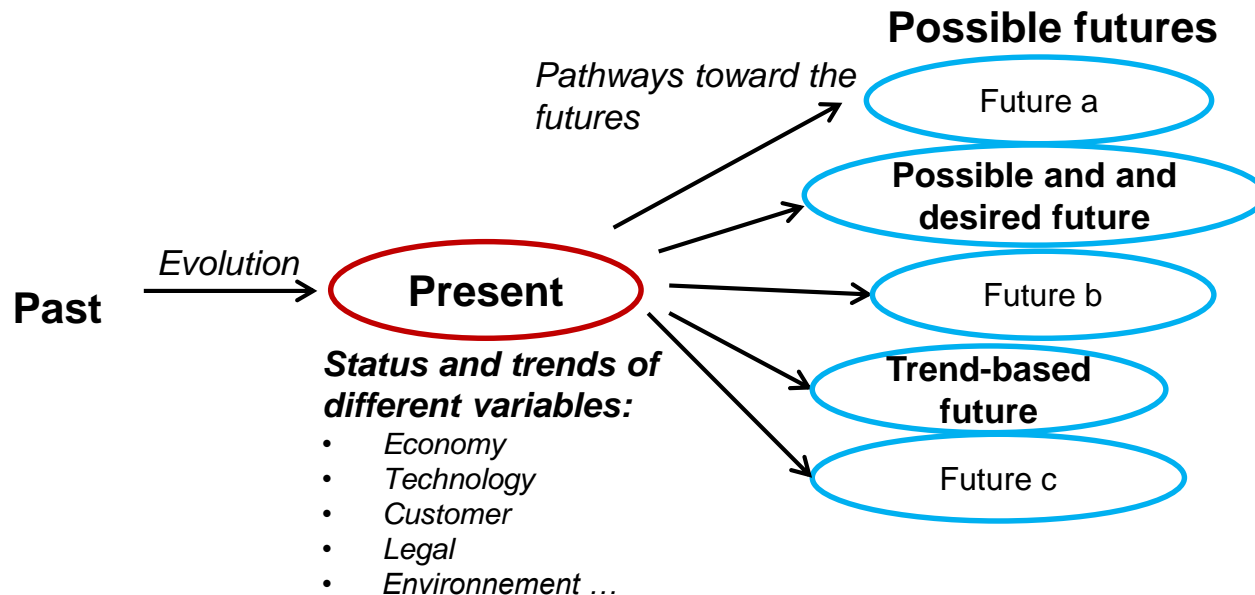 Possible futures
Pathways toward the
futures
Future a
Possible and and
desired future
Evolution
Past
Present
Future b
Status and trends of
different variables:
• Economy
• Technology
• Customer
• Legal
• Environnement …
Trend-based
future
Future c